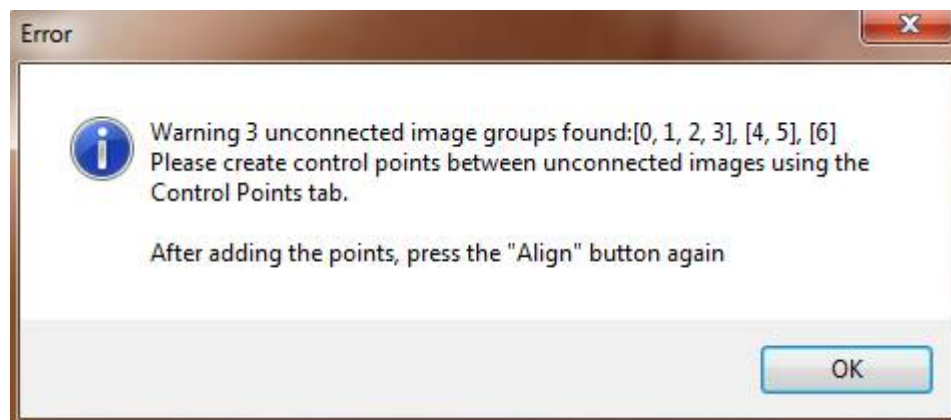 Error
Warning 3 unconnected image groups found:[0, 1, 2, 3], [4, 5], [6]
Please create control points between unconnected images using the
Control Points tab.
After adding the points, press the "Align" button again
OK